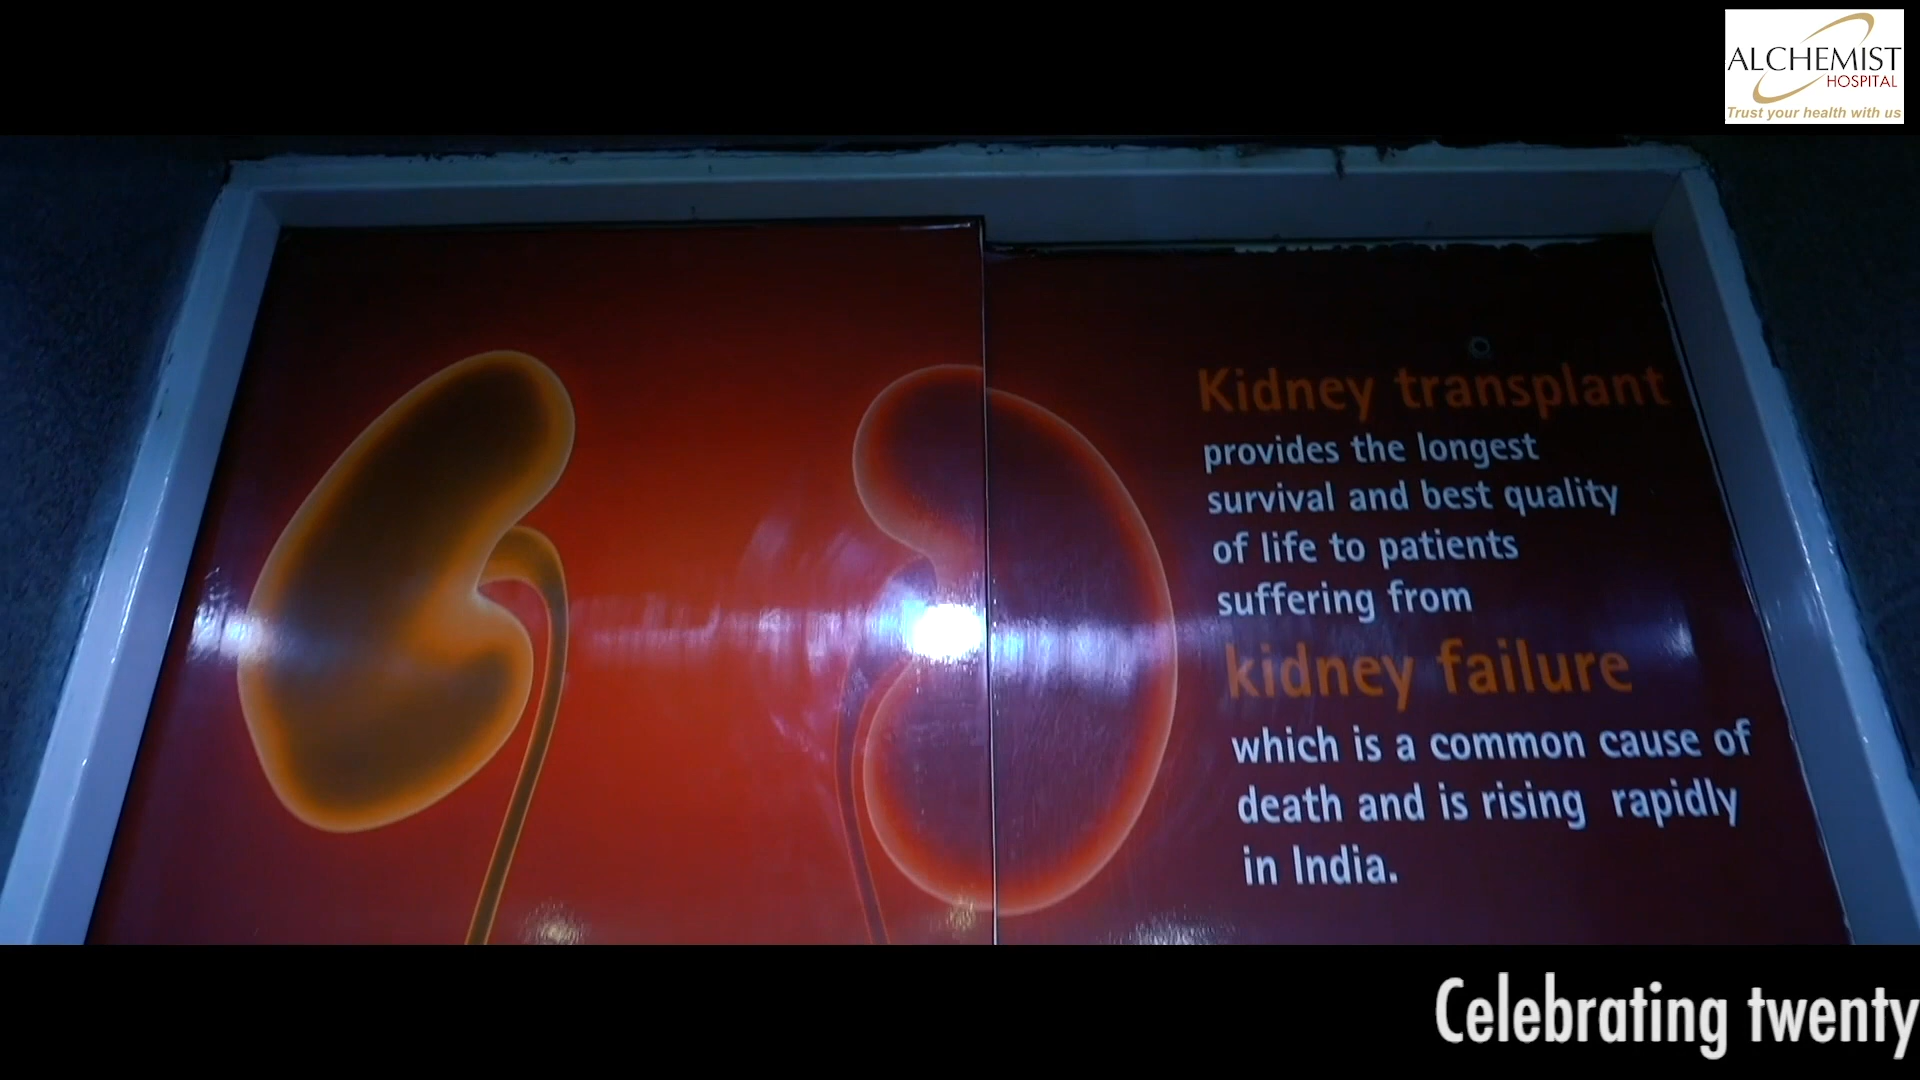 ALCHEMIST
HOSPITAL
Trust your health with us
Kidney transplant
provides the longest
survival and best quality
of life to patients
suffering from
kidney failure
which is a common cause of
death and is rising rapidly
in India.
Celebrating twenty